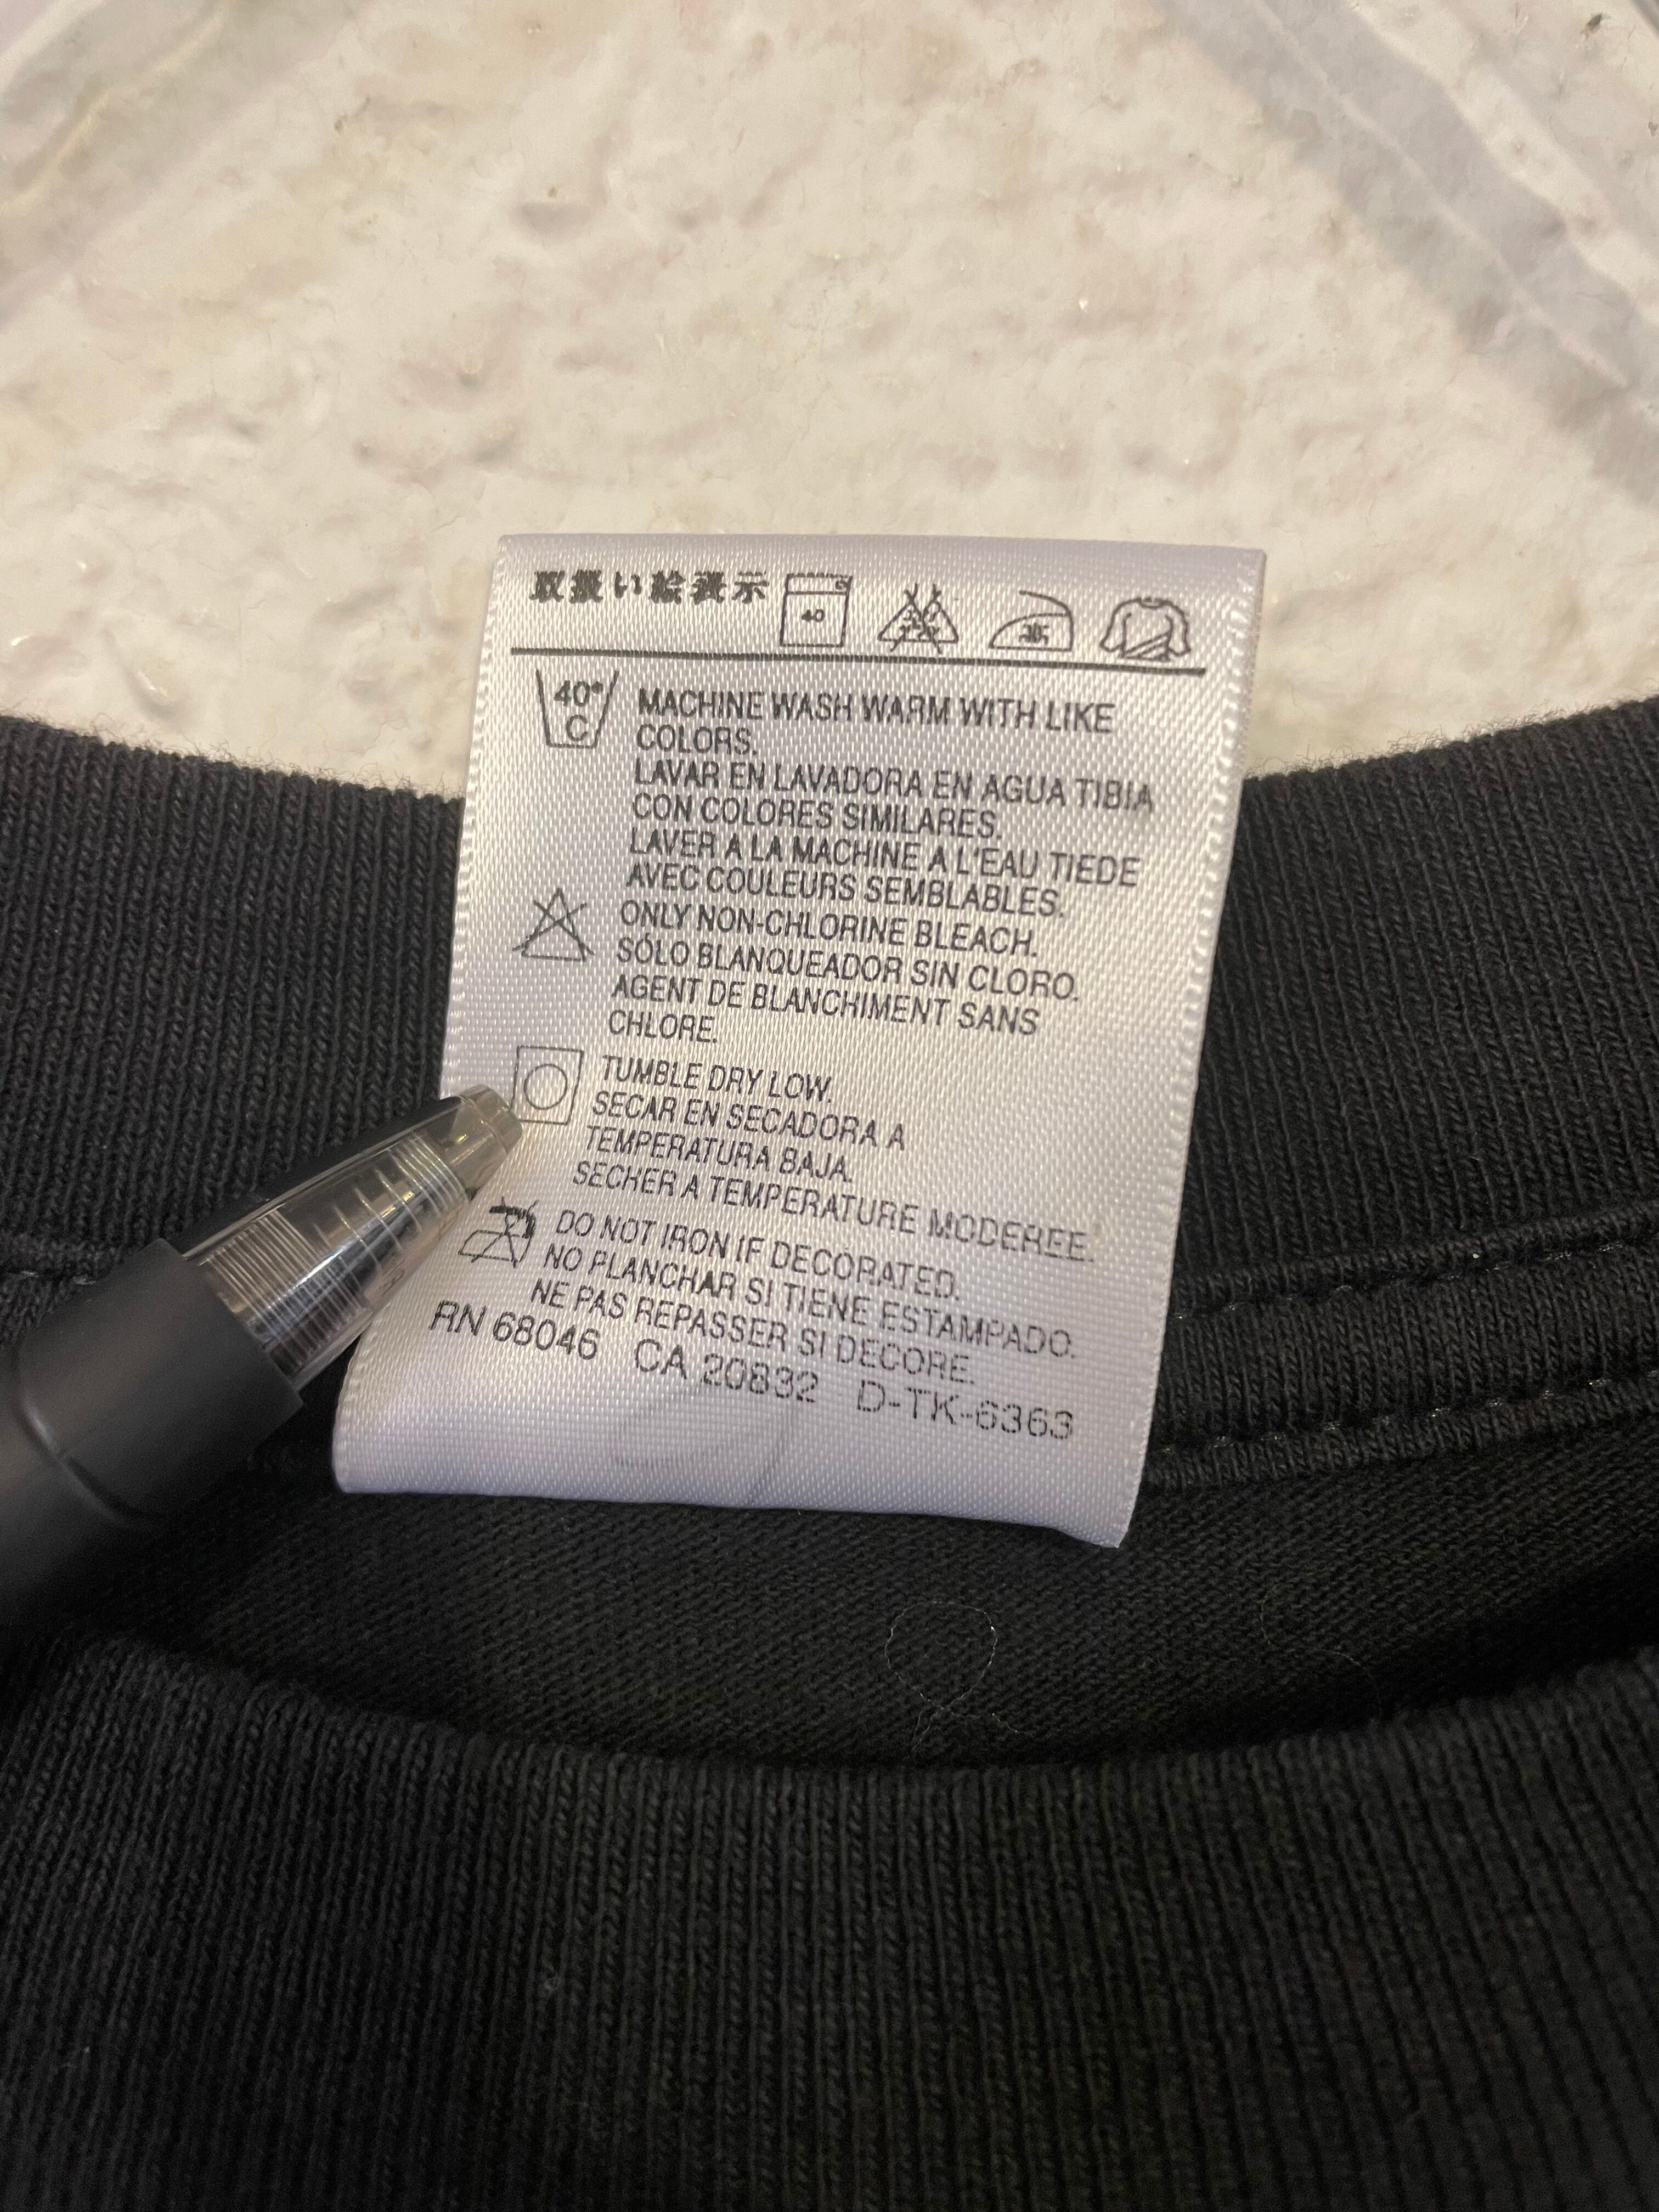 取扱い絵表示 40
40°
C
MACHINE WASH WARM WITH LIKE
COLORS.
LAVAR EN LAVADORA EN AGUA TIBIA
CON COLORES SIMILARES.
LAVER A LA MACHINE A L'EAU TIEDE
AVEC COULEURS SEMBLABLES.
ONLY NON-CHLORINE BLEACH.
SÓLO BLANQUEADOR SIN CLORO.
AGENT DE BLANCHIMENT SANS
CHLORE.
TUMBLE DRY LOW.
SECAR EN SECADORA A
TEMPERATURA BAJA.
SECHER A TEMPERATURE MODEREE.
DO NOT IRON IF DECORATED.
NO PLANCHAR SI TIENE ESTAMPADO.
NE PAS REPASSER SI DECORE.
RN 68046 CA 20832 D-TK-6363